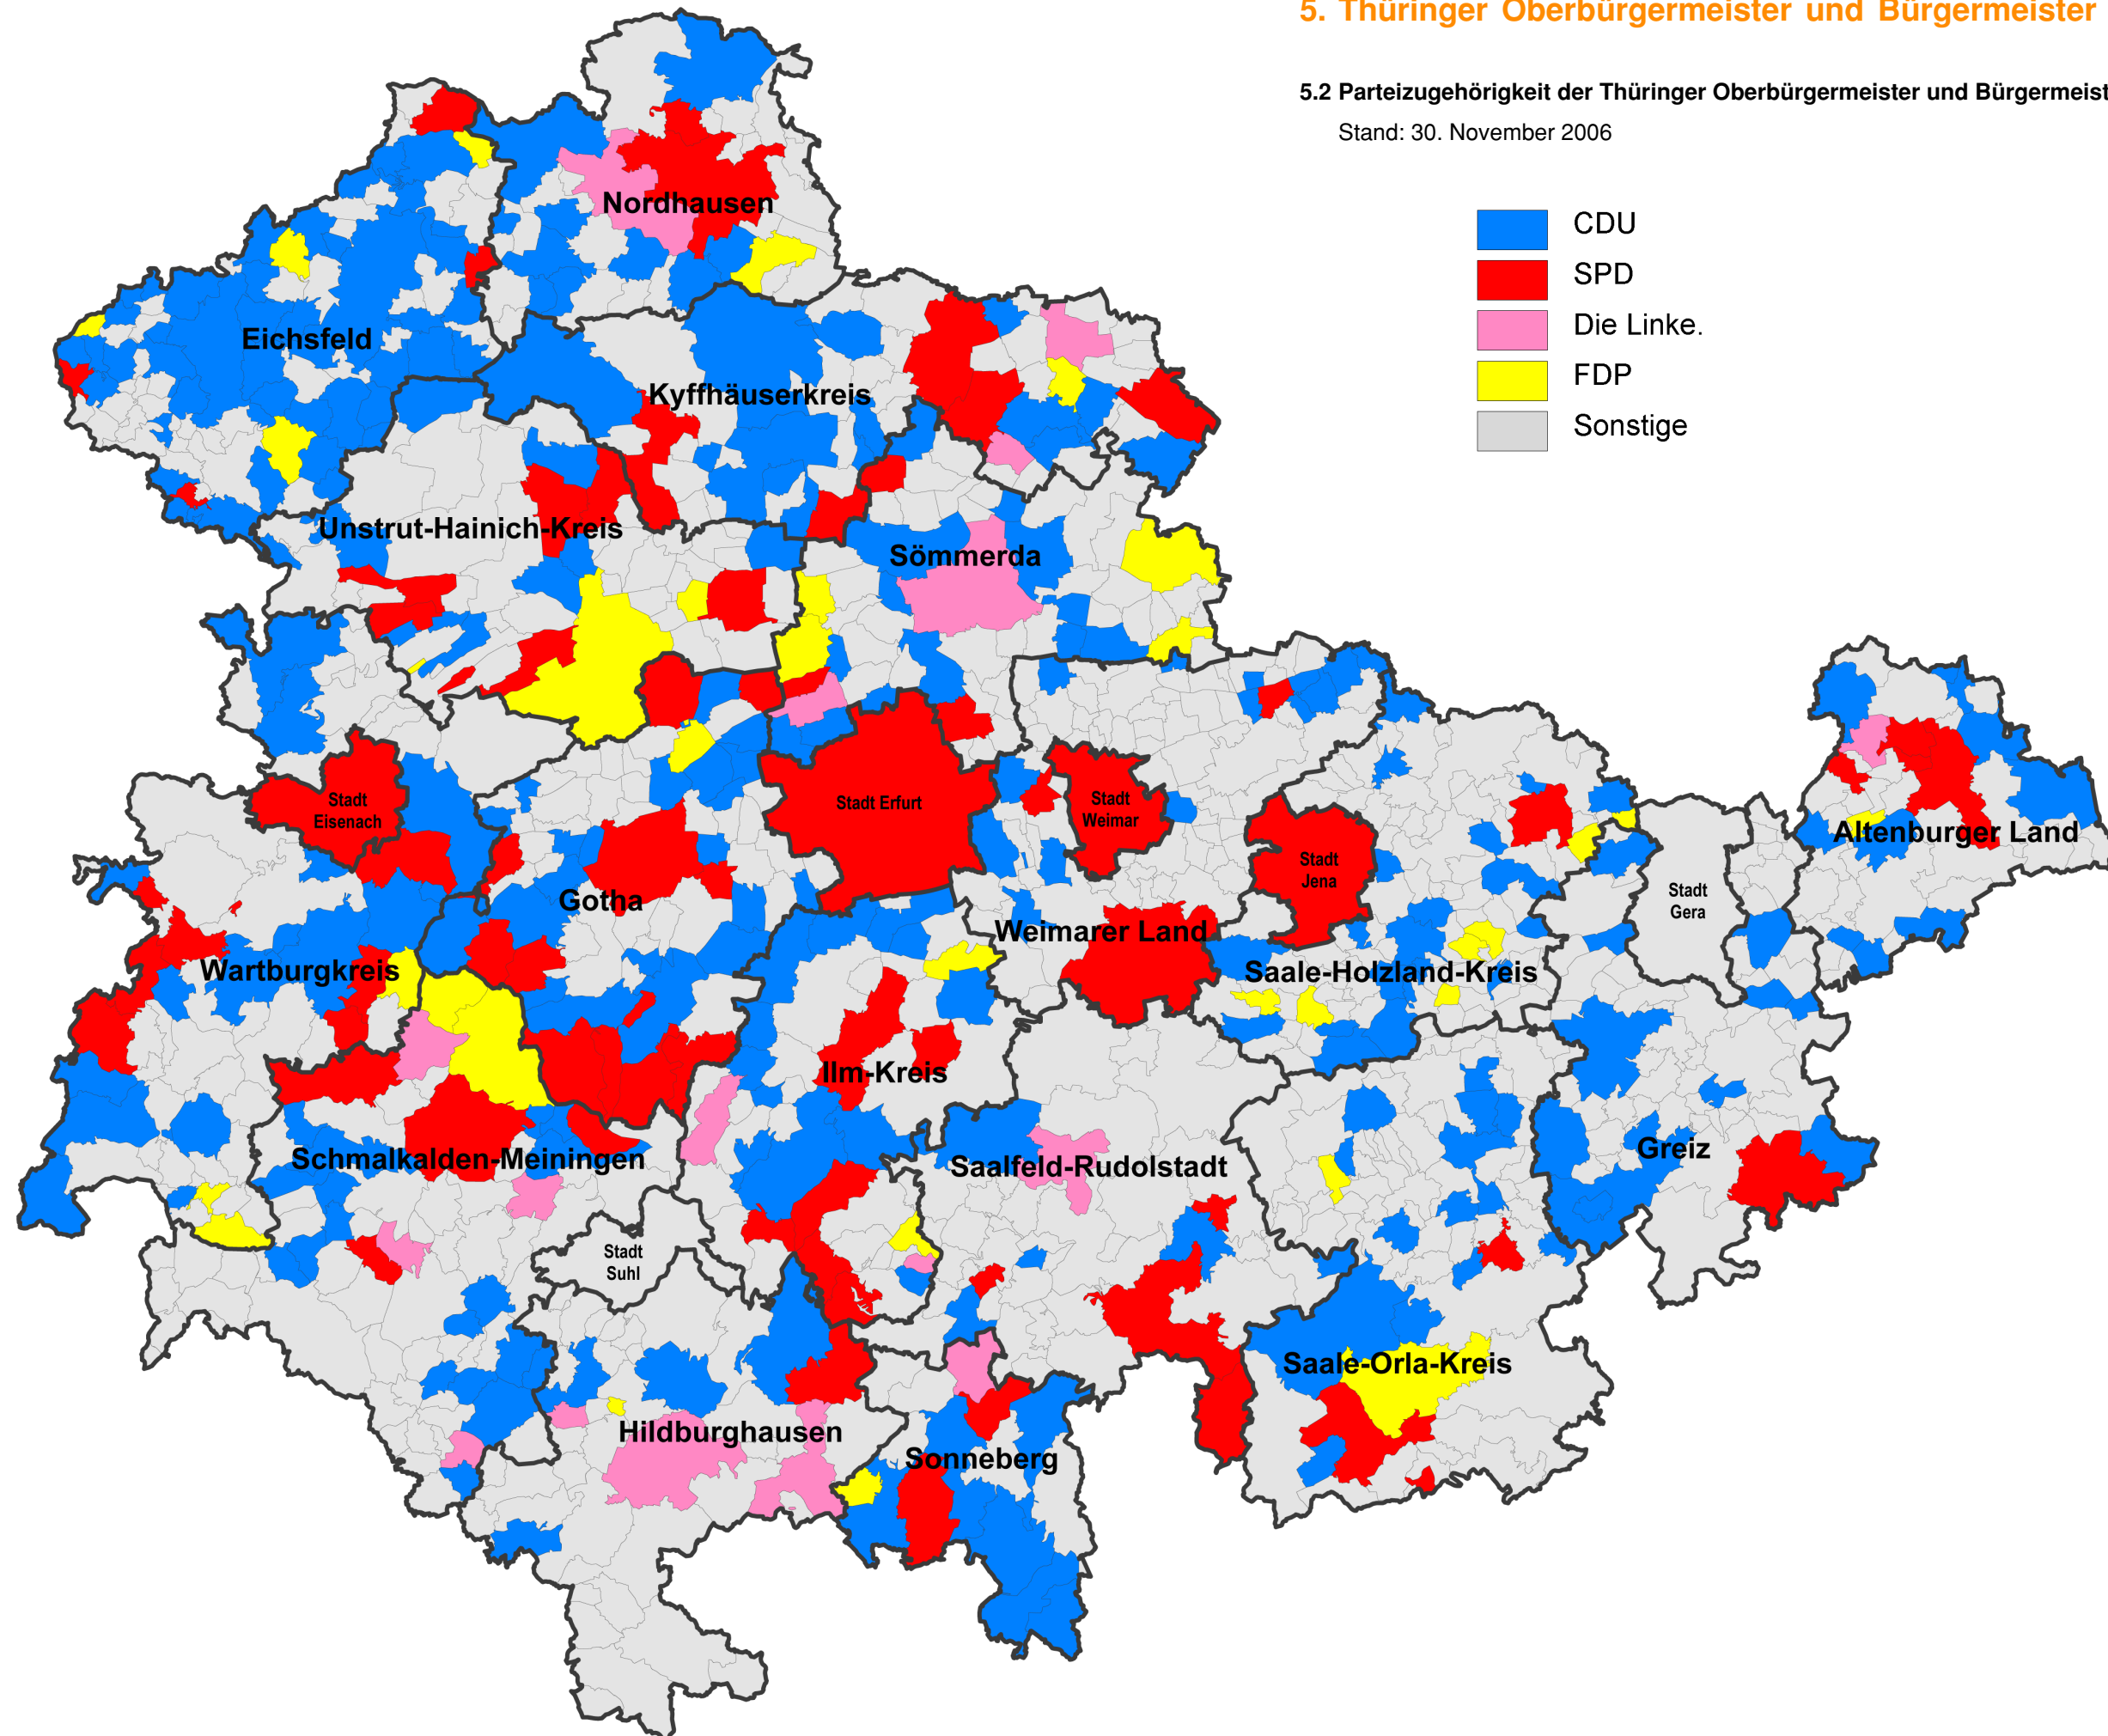 5. Thüringer Oberbürgermeister und Bürgermeister
5.2 Parteizugehörigkeit der Thüringer Oberbürgermeister und Bürgermeist
Stand: 30. November 2006
CDU
SPD
Die Linke.
FDP
Sonstige
Nordhausen
Eichsfeld
Kyffhäuserkreis
Unstrut-Hainich-Kreis
Sömmerda
Stadt
Eisenach
Stadt Erfurt
Stadt
Weimar
Altenburger Land
Stadt
Jena
Stadt
Gera
Gotha
Weimarer Land
Wartburgkreis
Saale-Holzland-Kreis
Ilm-Kreis
Schmalkalden-Meiningen
Saalfeld-Rudolstadt
Greiz
Stadt
Suhl
Saale-Orla-Kreis
Hildburghausen
Sonneberg